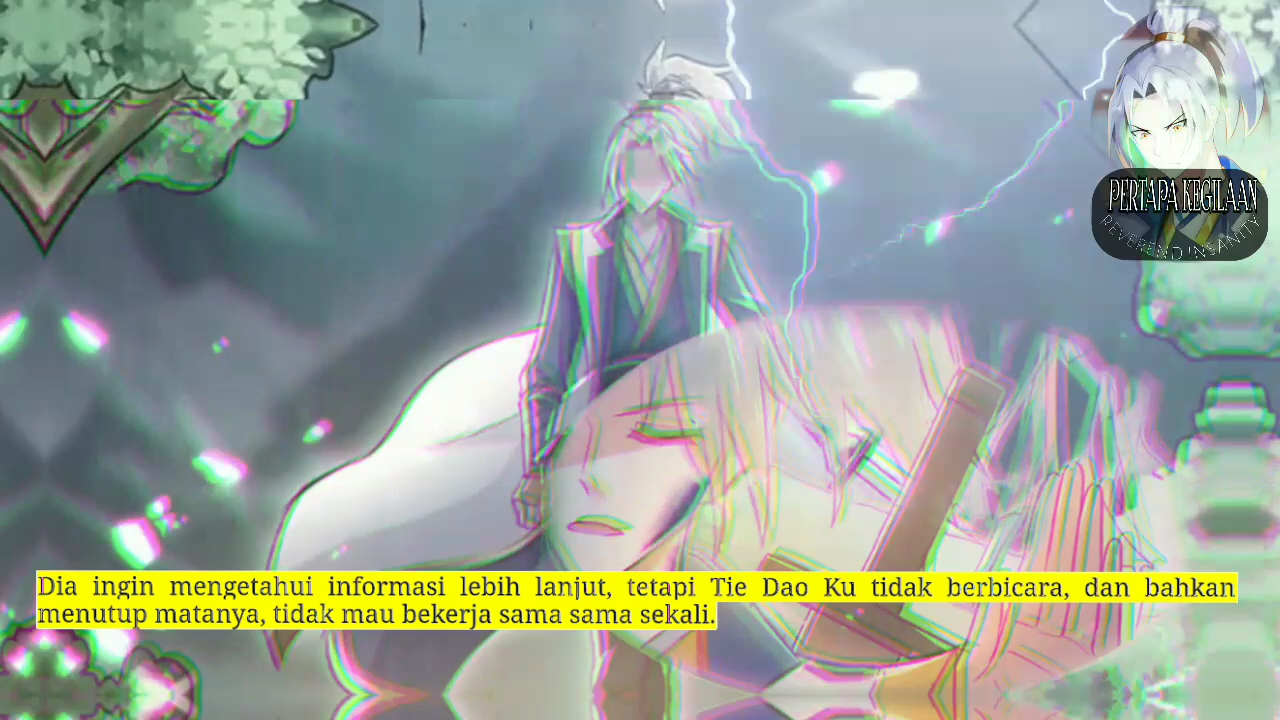 PERTAPA KEGILAAN
REVEREND INSANITY
Dia ingin mengetahui informasi lebih lanjut, tetapi Tie Dao Ku tidak berbicara, dan bahkan
menutup matanya, tidak mau bekerja sama sama sekali.